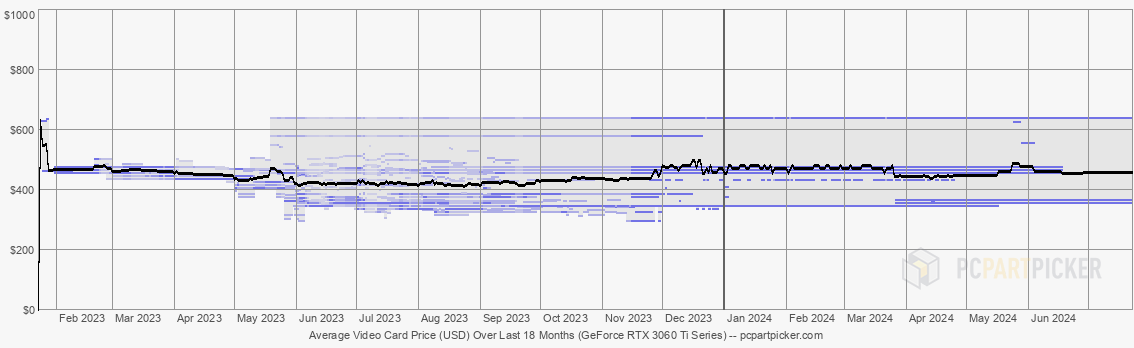 $1000
$800
$600
$400
$200
$0
PCPARTPICKER
Feb 2023 Mar 2023 Apr 2023 May 2023 Jun 2023 Jul 2023 Aug 2023 Sep 2023 Oct 2023 Nov 2023 Dec 2023 Jan 2024 Feb 2024 Mar 2024 Apr 2024 May 2024 Jun 2024
Average Video Card Price (USD) Over Last 18 Months (GeForce RTX 3060 Ti Series) -- pcpartpicker.com